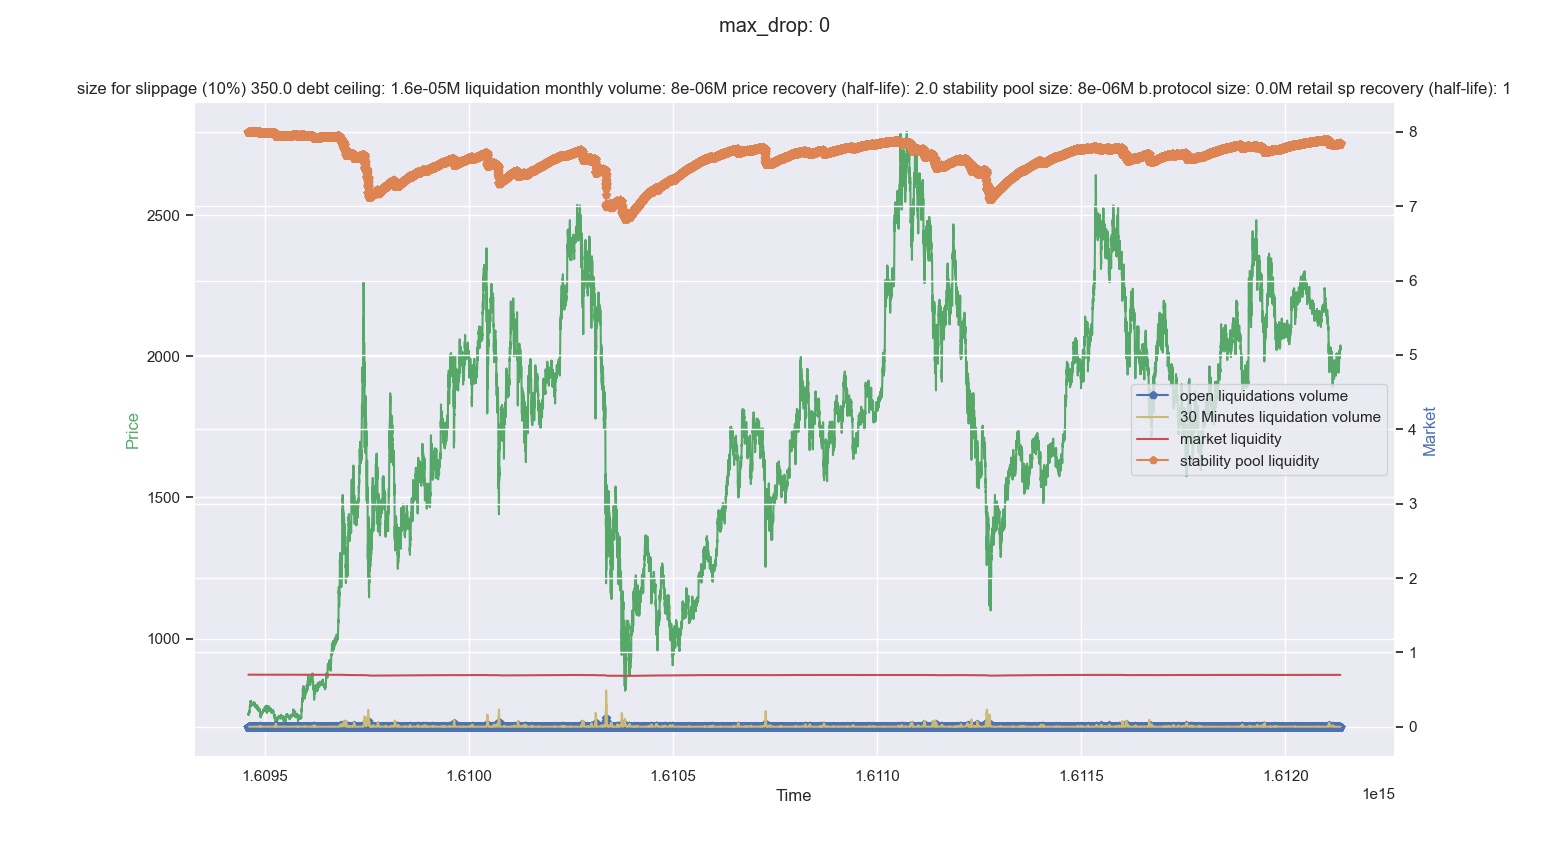 max_drop: 0
size for slippage (10%) 350.0 debt ceiling: 1.6e-05M liquidation monthly volume: 8e-06M price recovery (half-life): 2.0 stability pool size: 8e-06M b.protocol size: 0.0M retail sp recovery (half-life): 1
8
7
2500
6
2000
5
open liquidations volume
30 Minutes liquidation volume
market liquidity
stability pool liquidity
Price
Market
4
1500
3
2
1000
1
0
1.6095
1.6100
1.6105
1.6110
1.6115
1.6120
Time
1e15